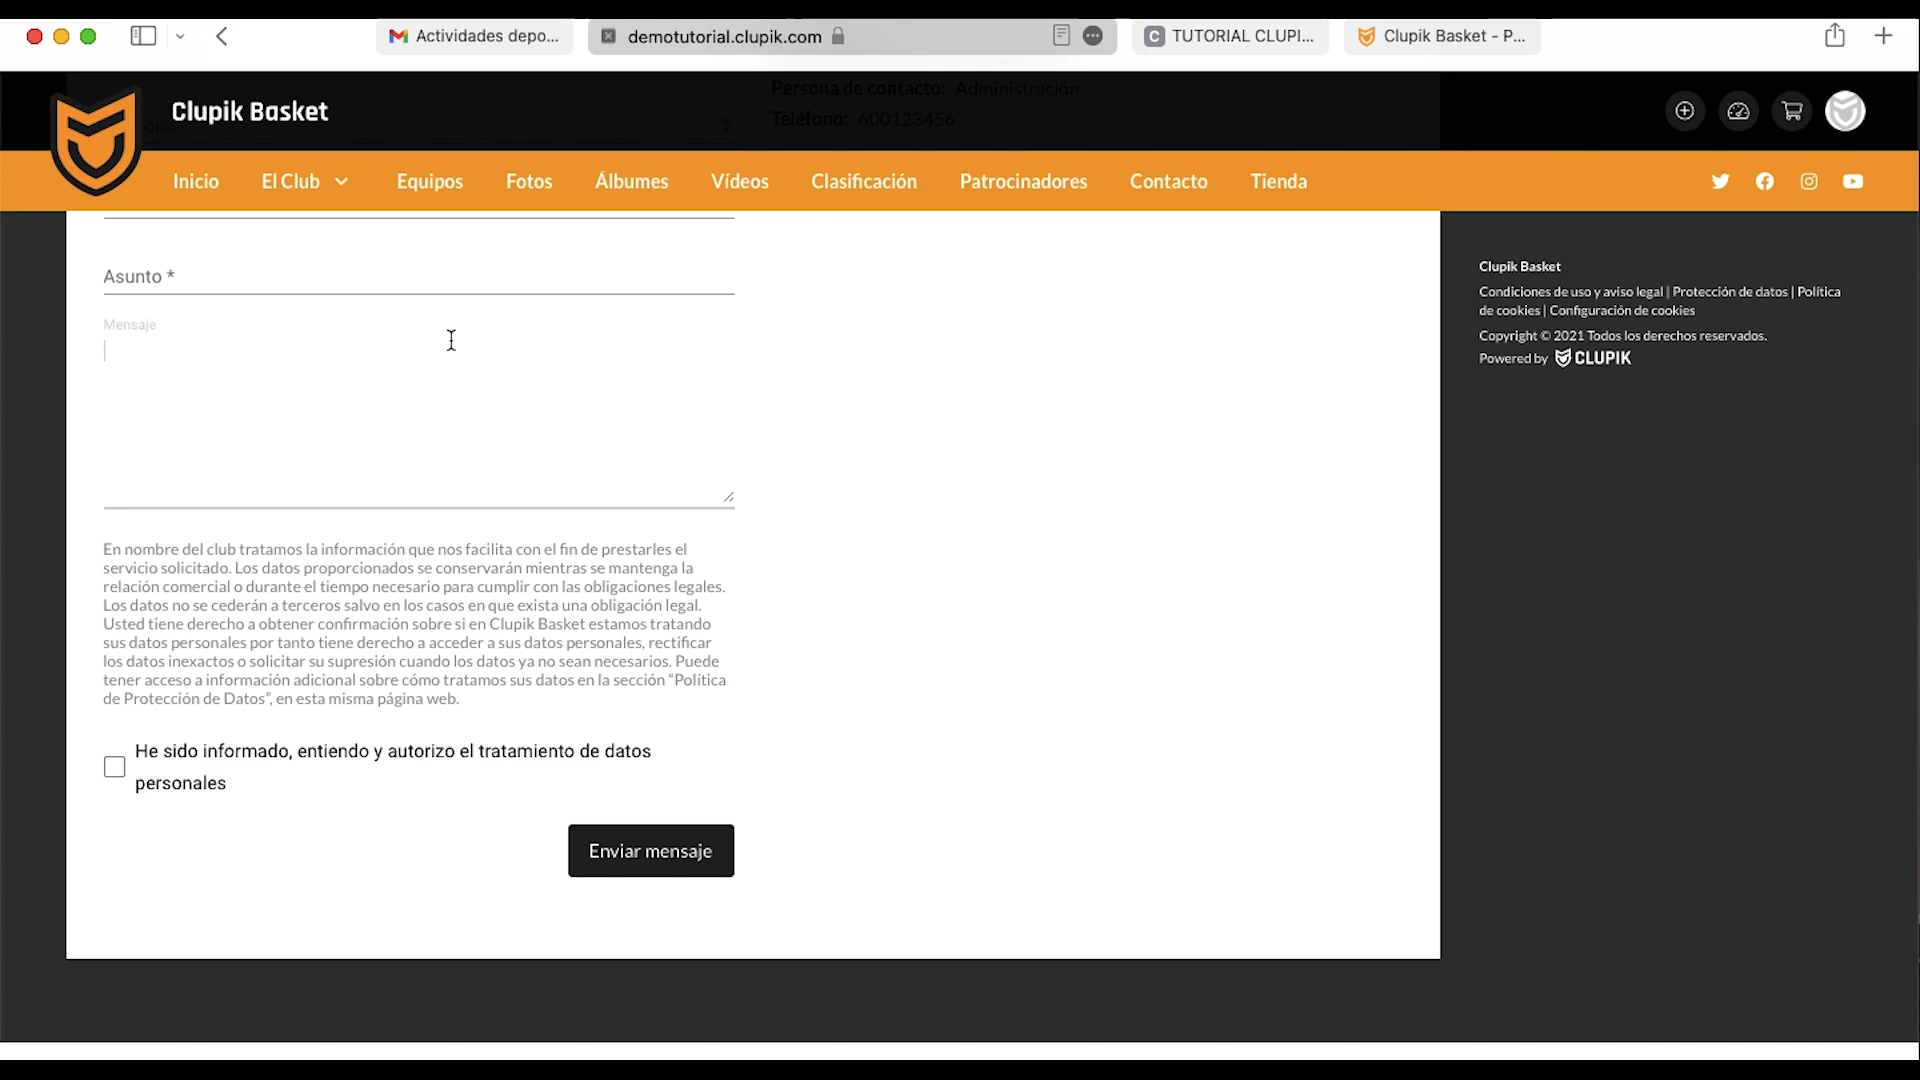 Actividades depo...
demotutorial.clupik.com
C TUTORIAL CLUPI...
Clupik Basket - P...
Persona de contacto: Administración
Teléfono: 600123456
Clupik Basket
Inicio
El Club
Equipos
Fotos
Álbumes
Vídeos
Clasificación
Patrocinadores
Contacto
Tienda
Asunto *
Mensaje
En nombre del club tratamos la información que nos facilita con el fin de prestarles el
servicio solicitado. Los datos proporcionados se conservarán mientras se mantenga la
relación comercial o durante el tiempo necesario para cumplir con las obligaciones legales.
Los datos no se cederán a terceros salvo en los casos en que exista una obligación legal.
Usted tiene derecho a obtener confirmación sobre si en Clupik Basket estamos tratando
sus datos personales por tanto tiene derecho a acceder a sus datos personales, rectificar
los datos inexactos o solicitar su supresión cuando los datos ya no sean necesarios. Puede
tener acceso a información adicional sobre cómo tratamos sus datos en la sección “Política
de Protección de Datos”, en esta misma página web.
He sido informado, entiendo y autorizo el tratamiento de datos
personales
Enviar mensaje
Clupik Basket
Condiciones de uso y aviso legal | Protección de datos | Política
de cookies | Configuración de cookies
Copyright © 2021 Todos los derechos reservados.
Powered by CLUPIK